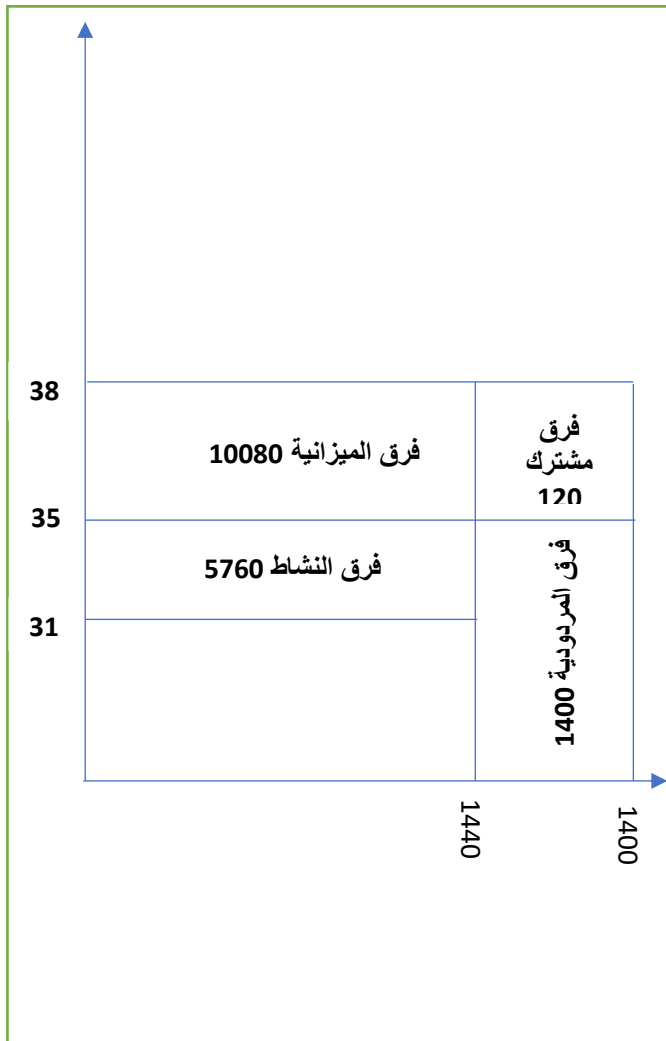 38
فرق
مشترك
120
فرق الميزانية 10080
35
فرق النشاط 5760
فرق المردودية 1400
31
1440
1400